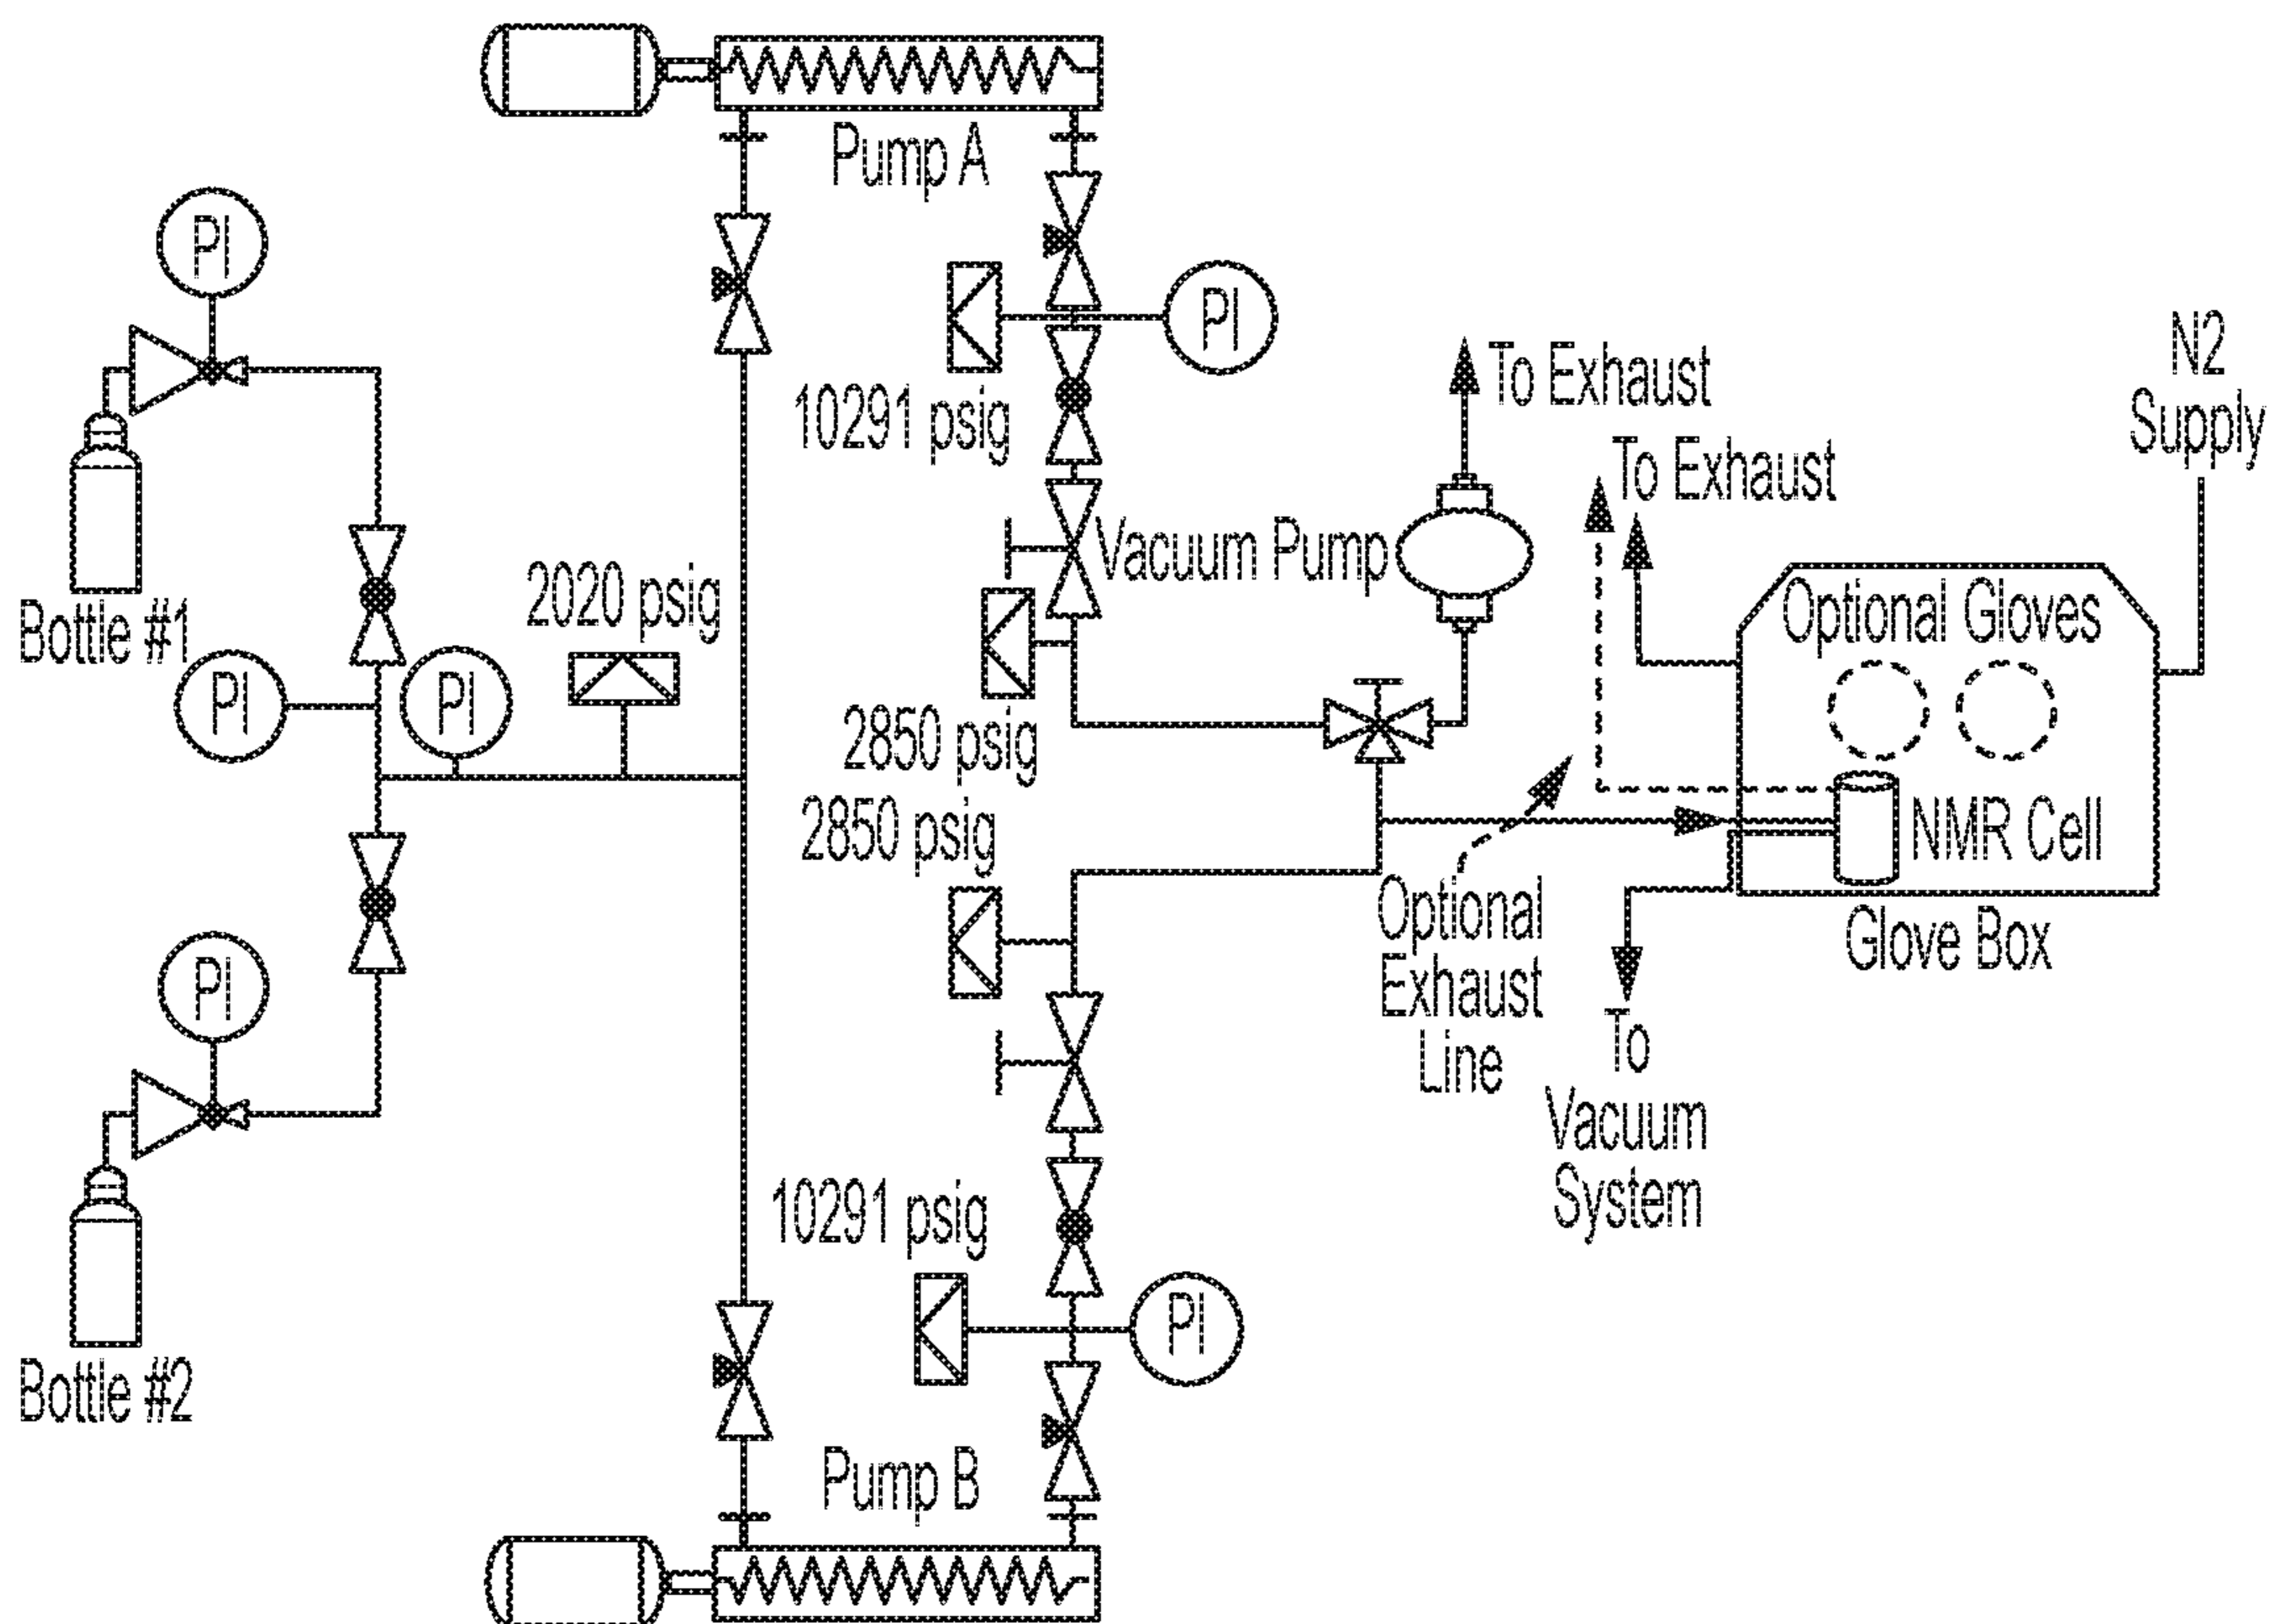 Pump A
PI
PI
10291 psig
To Exhaust
N2
Supply
To Exhaust
Vacuum Pump
2020 psig
Bottle #1
Optional Gloves
PI
PI
2850 psig
2850 psig
NMR Cell
Optional
Exhaust
Line
Glove Box
PI
To
Vacuum
System
10291 psig
PI
Bottle #2
Pump B